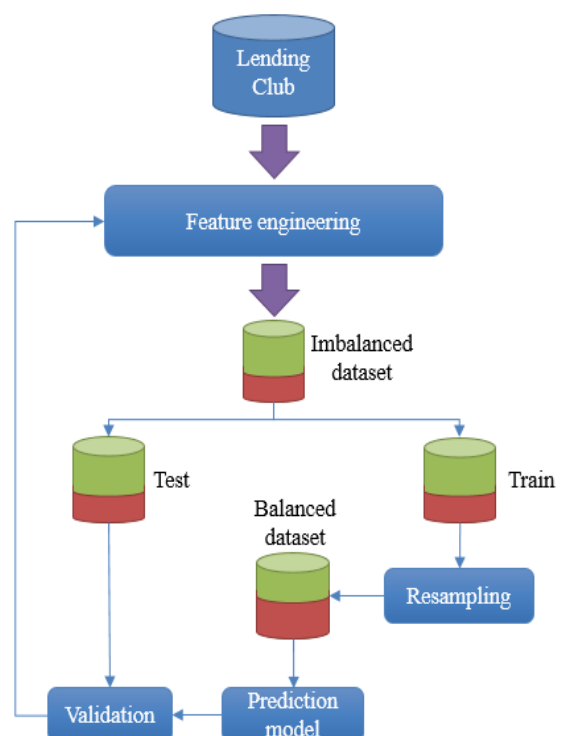 Lending
Club
Feature engineering
Imbalanced
dataset
Test
Train
Balanced
dataset
Resampling
Validation
Prediction
model